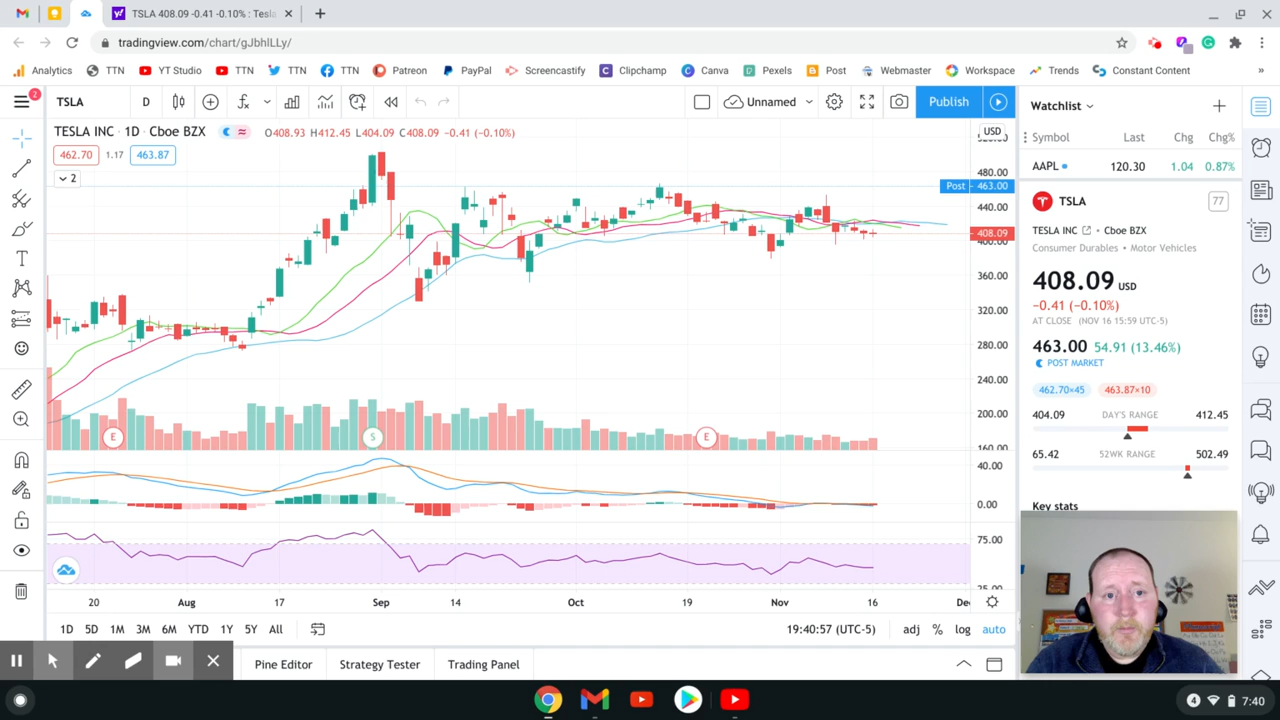 TSLA 408.09 -0.41 -0.10% : Tesla
tradingview.com/chart/gJbhlLLy/
Analytics TTN YT Studio TTN TTN TTN Patreon PayPal Screencastify Clipchamp Canva Pexels Post Webmaster Workspace Trends Constant Contact »
2
TSLA D Unnamed Publish
TESLA INC · 1D · Cboe BZX O408.93 H412.45 L404.09 C408.09 -0.41 (-0.10%)
462.70 1.17 463.87
2
USD
480.00
Post 463.00
440.00
408.09
400.00
360.00
320.00
280.00
240.00
200.00
160.00
E S E
40.00
0.00
75.00
25.00
20 Aug 17 Sep 14 Oct 19 Nov 16 Dec
1D 5D 1M 3M 6M YTD 1Y 5Y All
19:40:57 (UTC-5) adj % log auto
Pine Editor Strategy Tester Trading Panel
Watchlist
Symbol Last Chg Chg%
AAPL 120.30 1.04 0.87%
TSLA 77
TESLA INC • Cboe BZX
Consumer Durables • Motor Vehicles
408.09 USD
-0.41 (-0.10%)
AT CLOSE (NOV 16 15:59 UTC-5)
463.00 54.91 (13.46%)
POST MARKET
462.70×45 463.87×10
404.09 DAY'S RANGE 412.45
65.42 52WK RANGE 502.49
Key stats
4 7:40